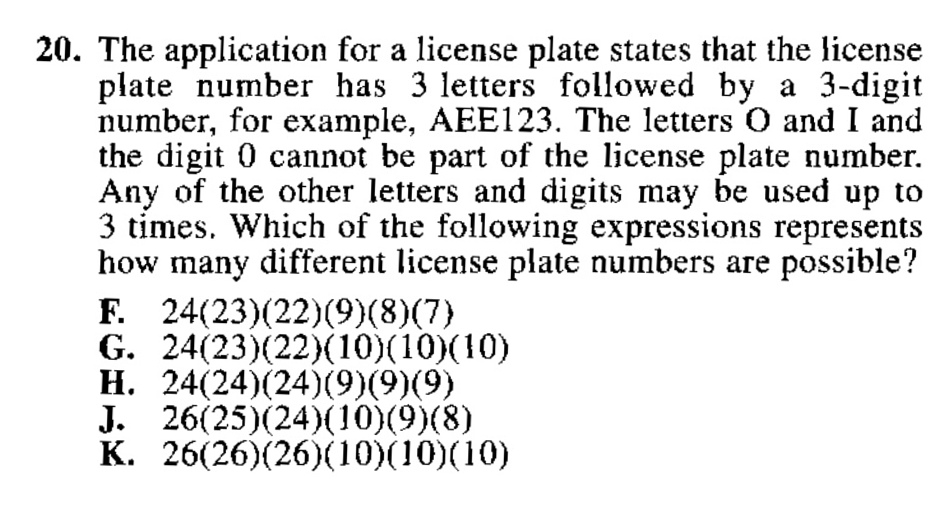 20. The application for a license plate states that the license
plate number has 3 letters followed by a 3-digit
number, for example, AEE123. The letters O and I and
the digit 0 cannot be part of the license plate number.
Any of the other letters and digits may be used up to
3 times. Which of the following expressions represents
how many different license plate numbers are possible?
F. 24(23)(22)(9)(8)(7)
G. 24(23)(22)(10)(10)(10)
H. 24(24)(24)(9)(9)(9)
J. 26(25)(24)(10)(9)(8)
K. 26(26)(26)(10)(10)(10)